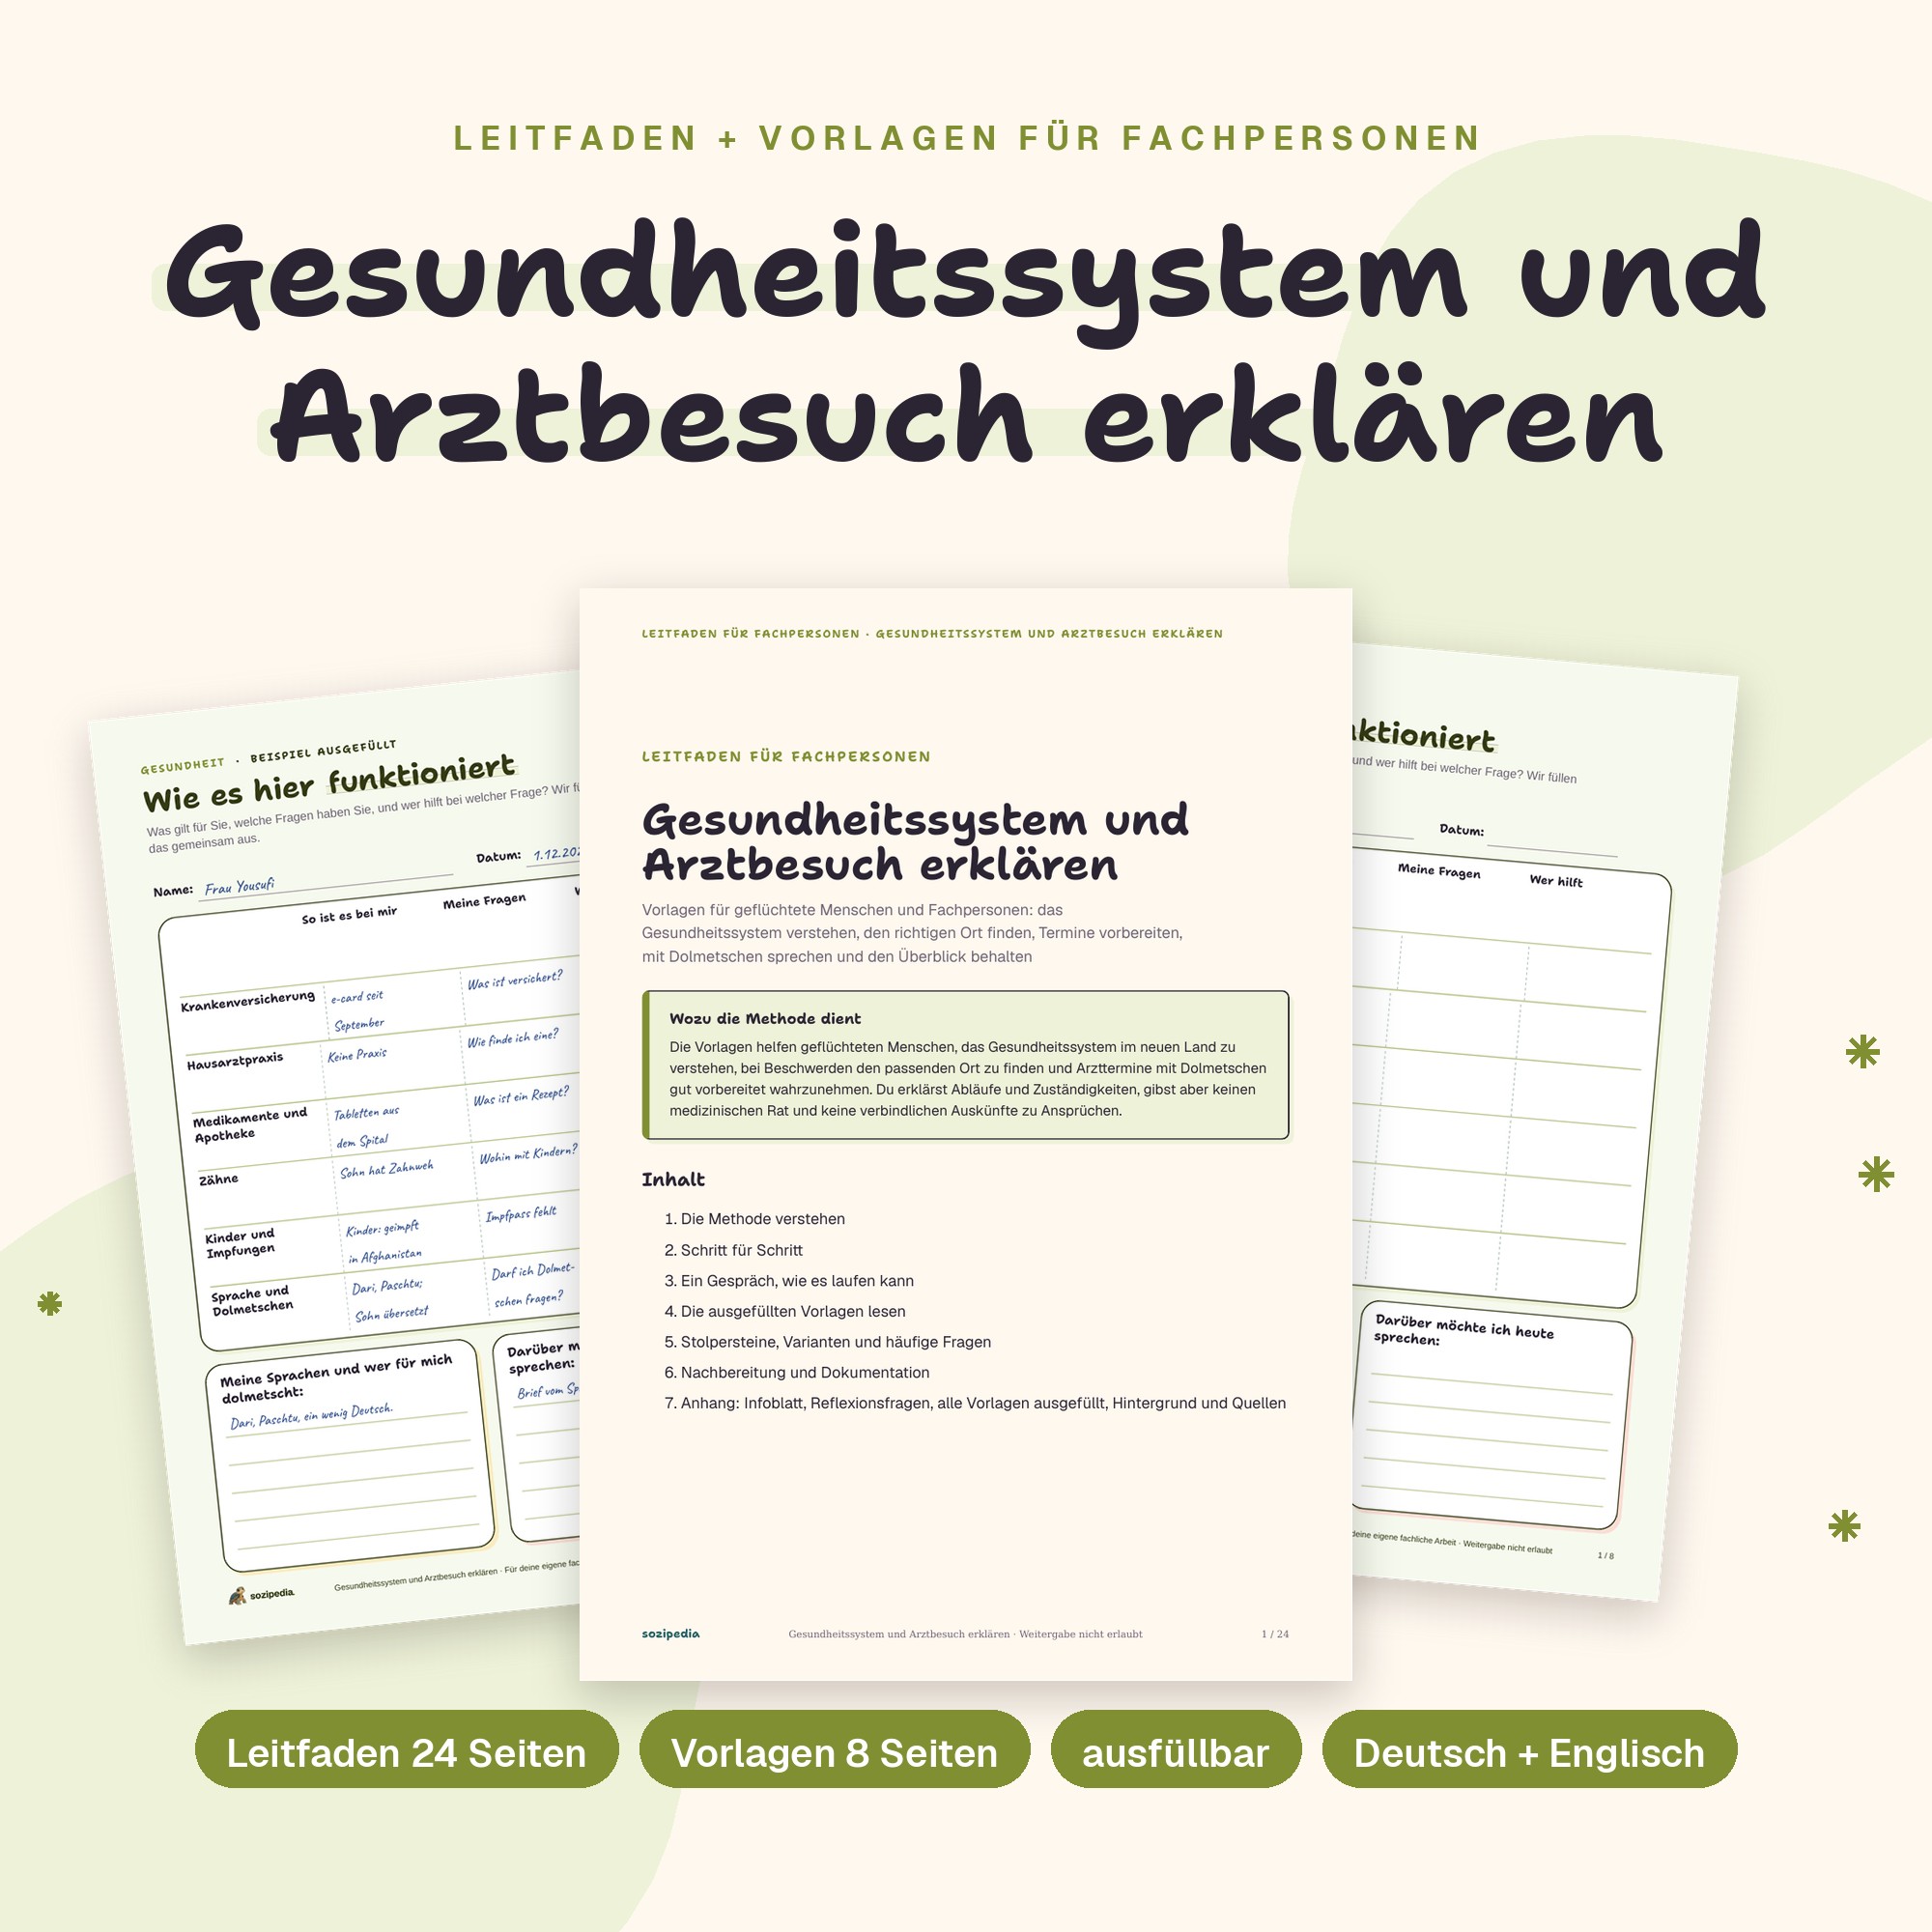 LEITFADEN + VORLAGEN FÜR FACHPERSONEN
Gesundheitssystem und
Arztbesuch erklären
GESUNDHEIT · BEISPIEL AUSGEFÜLLT
Wie es hier funktioniert
Was gilt für Sie, welche Fragen haben Sie, und wer hilft bei welcher Frage? Wir
das gemeinsam aus.
Name: Frau Yousufi
Datum: 1.12.
So ist es bei mir
Meine Fragen
Krankenversicherung
e-card seit
September
Was ist versichert?
Hausarztpraxis
Keine Praxis
Wie finde ich eine?
Medikamente und
Apotheke
Tabletten aus
dem Spital
Was ist ein Rezept?
Zähne
Sohn hat Zahnweh
Wohin mit Kindern?
Kinder und
Impfungen
Kinder: geimpft
in Afghanistan
Impfpass fehlt
Sprache und
Dolmetschen
Dari, Paschtu;
Sohn übersetzt
Darf ich Dolmet-
schen fragen?
Meine Sprachen und wer für mich
dolmetscht:
Dari, Paschtu, ein wenig Deutsch.
Darüber
sprechen:
Brief vom
sozipedia.
Gesundheitssystem und Arztbesuch erklären · Für deine eigene
LEITFADEN FÜR FACHPERSONEN · GESUNDHEITSSYSTEM UND ARZTBESUCH ERKLÄREN
LEITFADEN FÜR FACHPERSONEN
Gesundheitssystem und
Arztbesuch erklären
Vorlagen für geflüchtete Menschen und Fachpersonen: das
Gesundheitssystem verstehen, den richtigen Ort finden, Termine vorbereiten,
mit Dolmetschen sprechen und den Überblick behalten
Wozu die Methode dient
Die Vorlagen helfen geflüchteten Menschen, das Gesundheitssystem im neuen Land zu
verstehen, bei Beschwerden den passenden Ort zu finden und Arzttermine mit Dolmetschen
gut vorbereitet wahrzunehmen. Du erklärst Abläufe und Zuständigkeiten, gibst aber keinen
medizinischen Rat und keine verbindlichen Auskünfte zu Ansprüchen.
Inhalt
1. Die Methode verstehen
2. Schritt für Schritt
3. Ein Gespräch, wie es laufen kann
4. Die ausgefüllten Vorlagen lesen
5. Stolpersteine, Varianten und häufige Fragen
6. Nachbereitung und Dokumentation
7. Anhang: Infoblatt, Reflexionsfragen, alle Vorlagen ausgefüllt, Hintergrund und Quellen
sozipedia
Gesundheitssystem und Arztbesuch erklären · Weitergabe nicht erlaubt
1 / 24
nktioniert
und wer hilft bei welcher Frage? Wir füllen
Datum:
Meine Fragen
Wer hilft
Darüber möchte ich heute
sprechen:
deine eigene fachliche Arbeit · Weitergabe nicht erlaubt
1 / 8
Leitfaden 24 Seiten
Vorlagen 8 Seiten
ausfüllbar
Deutsch + Englisch